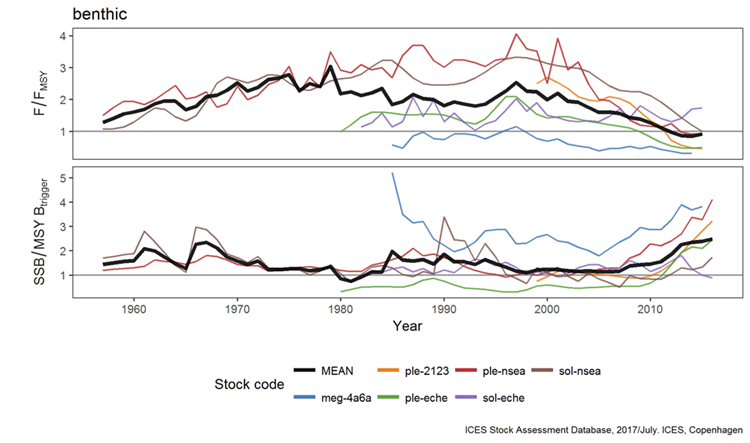 benthic
F/F_MSY
4
3
2
1
SSB/MSY B_trigger
5
4
3
2
1
1960 1970 1980 1990 2000 2010
Year
Stock code
MEAN ple-2123 ple-nsea sol-nsea
meg-4a6a ple-eche sol-eche
ICES Stock Assessment Database, 2017/July. ICES, Copenhagen